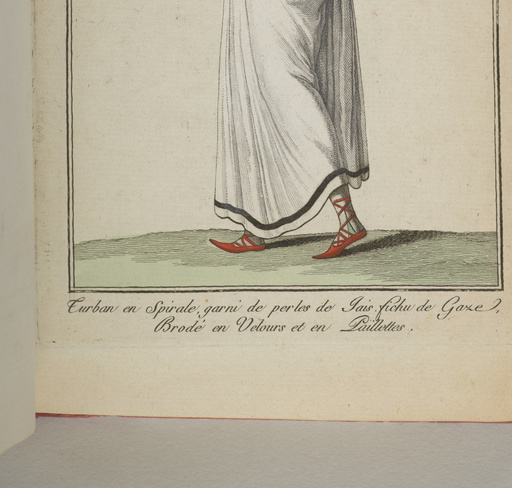 Turban en Spirale, garni de perles de Jais, fichu de Gaze,
Brodé en Velours et en Paillettes.